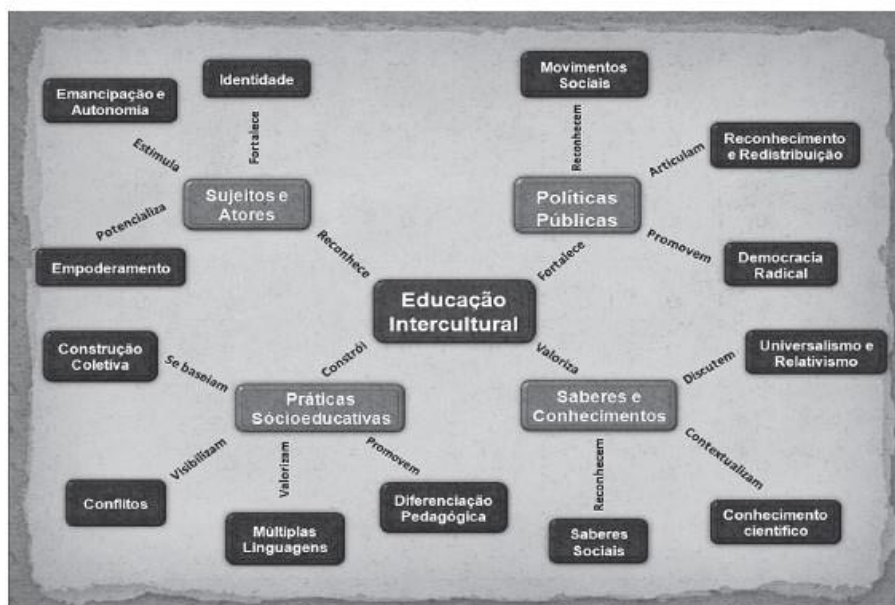 Identidade
Emancipação e
Autonomia
Estimula
Fortalece
Sujeitos e
Atores
Potencializa
Empoderamento
Reconhece
Movimentos
Sociais
Reconhecem
Reconhecimento
e Redistribuição
Articulam
Políticas
Públicas
Promovem
Democracia
Radical
Fortalece
Educação
Intercultural
Constrói
Valoriza
Construção
Coletiva
Se baseiam
Práticas
Sócioeducativas
Visibilizam
Conflitos
Valorizam
Múltiplas
Linguagens
Promovem
Diferenciação
Pedagógica
Saberes e
Conhecimentos
Discutem
Universalismo e
Relativismo
Contextualizam
Conhecimento
científico
Reconhecem
Saberes
Sociais